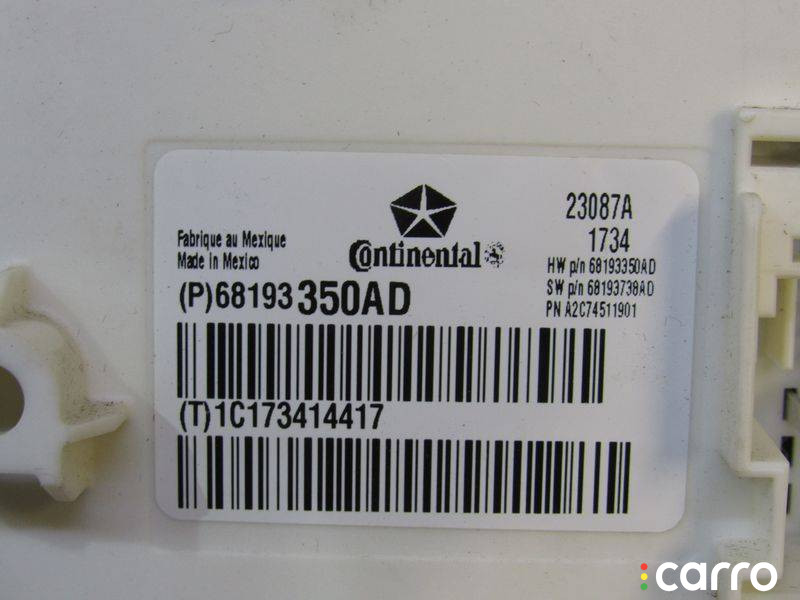 Fabrique au Mexique
Made in Mexico
Continental
23087A
1734
HW p/n 68193350AD
SW p/n 68193738AD
PN A2C74511901
(P)68193350AD
(T)1C173414417
carro